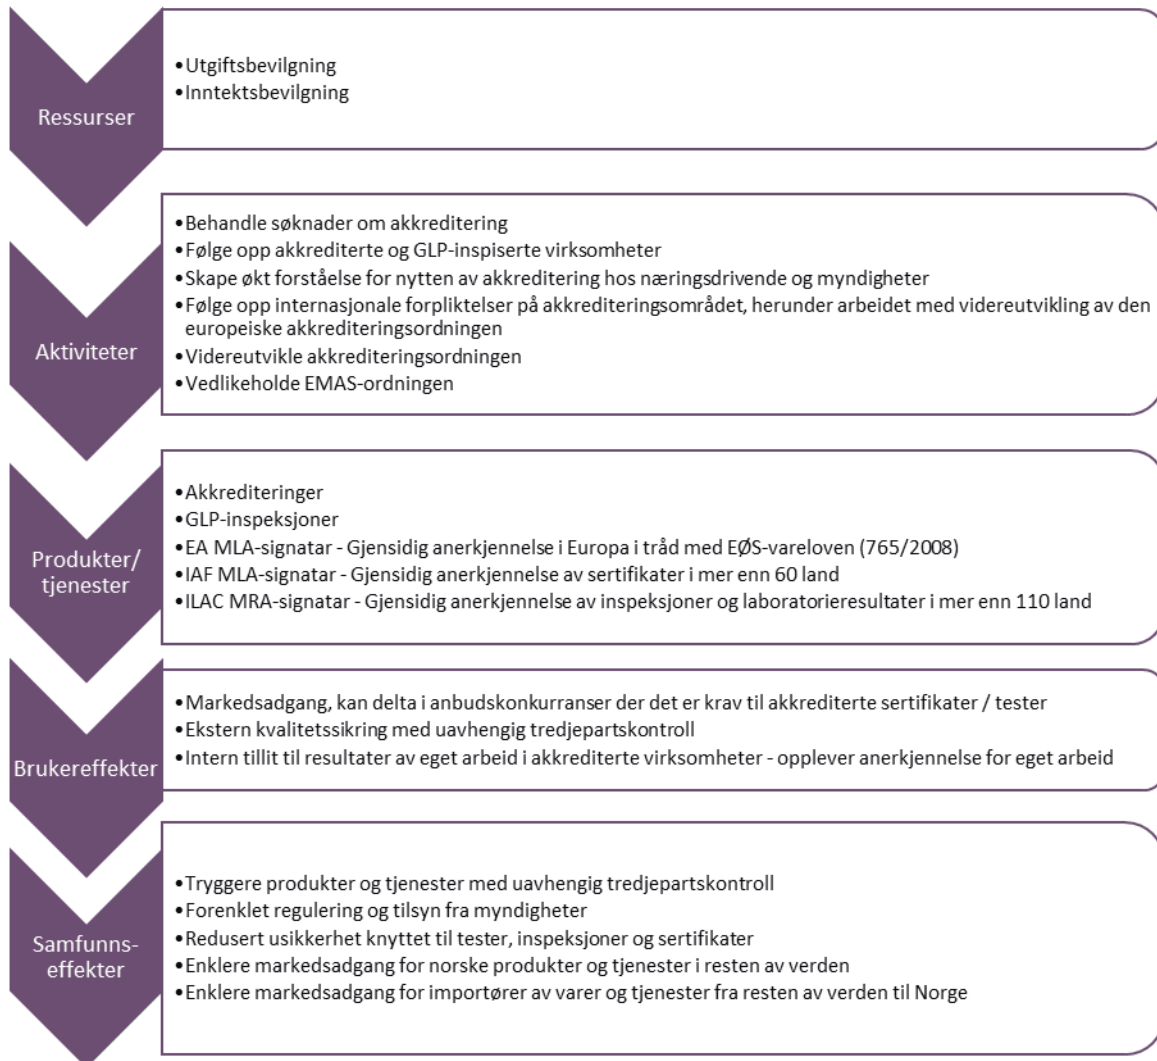 Ressurser
•Utgiftsbevilgning
•Inntektsbevilgning
Aktiviteter
•Behandle søknader om akkreditering
•Følge opp akkrediterte og GLP-inspiserte virksomheter
•Skape økt forståelse for nytten av akkreditering hos næringsdrivende og myndigheter
•Følge opp internasjonale forpliktelser på akkrediteringsområdet, herunder arbeidet med videreutvikling av den
europeiske akkrediteringsordningen
•Videreutvikle akkrediteringsordningen
•Vedlikeholde EMAS-ordningen
Produkter/
tjenester
•Akkrediteringer
•GLP-inspeksjoner
•EA MLA-signatar - Gjensidig anerkjennelse i Europa i tråd med EØS-vareloven (765/2008)
•IAF MLA-signatar - Gjensidig anerkjennelse av sertifikater i mer enn 60 land
•ILAC MRA-signatar - Gjensidig anerkjennelse av inspeksjoner og laboratorieresultater i mer enn 110 land
Brukereffekter
•Markedsadgang, kan delta i anbudskonkurranser der det er krav til akkrediterte sertifikater / tester
•Ekstern kvalitetssikring med uavhengig tredjepartskontroll
•Intern tillit til resultater av eget arbeid i akkrediterte virksomheter - opplever anerkjennelse for eget arbeid
Samfunns-
effekter
•Tryggere produkter og tjenester med uavhengig tredjepartskontroll
•Forenklet regulering og tilsyn fra myndigheter
•Redusert usikkerhet knyttet til tester, inspeksjoner og sertifikater
•Enklere markedsadgang for norske produkter og tjenester i resten av verden
•Enklere markedsadgang for importører av varer og tjenester fra resten av verden til Norge